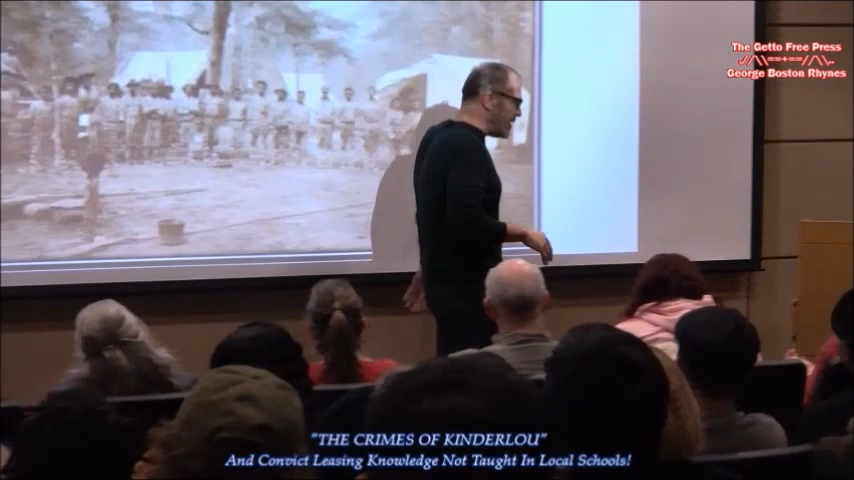 The Getto Free Press
./\/\==+==/\/\..
George Boston Rhynes
"THE CRIMES OF KINDERLOU"
And Convict Leasing Knowledge Not Taught In Local Schools!